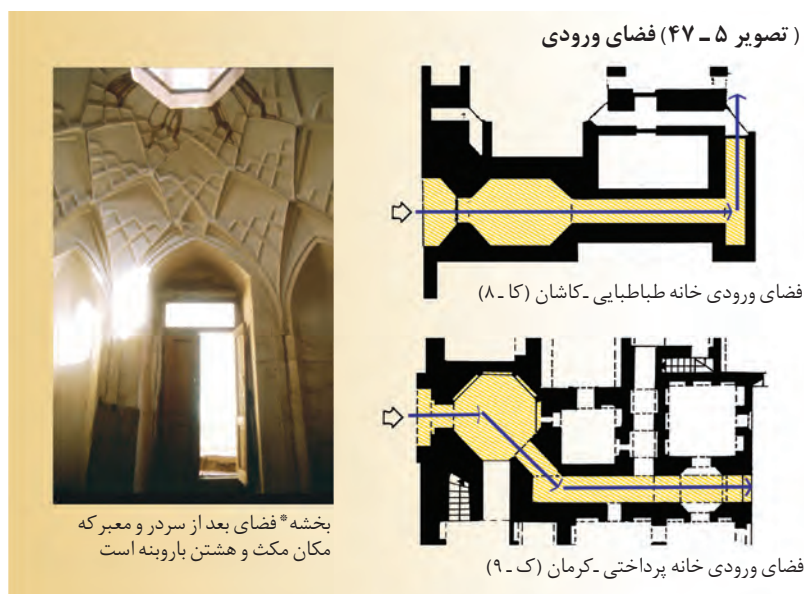 ( تصویر ۵ ـ ۴۷) فضای ورودی
فضای ورودی خانه طباطبایی ـ کاشان (کا ـ ۸)
فضای ورودی خانه پرداختی ـ کرمان (ک ـ ۹)
بخشه* فضای بعد از سردر و معبر که
مکان مکث و هشتن باروبنه است